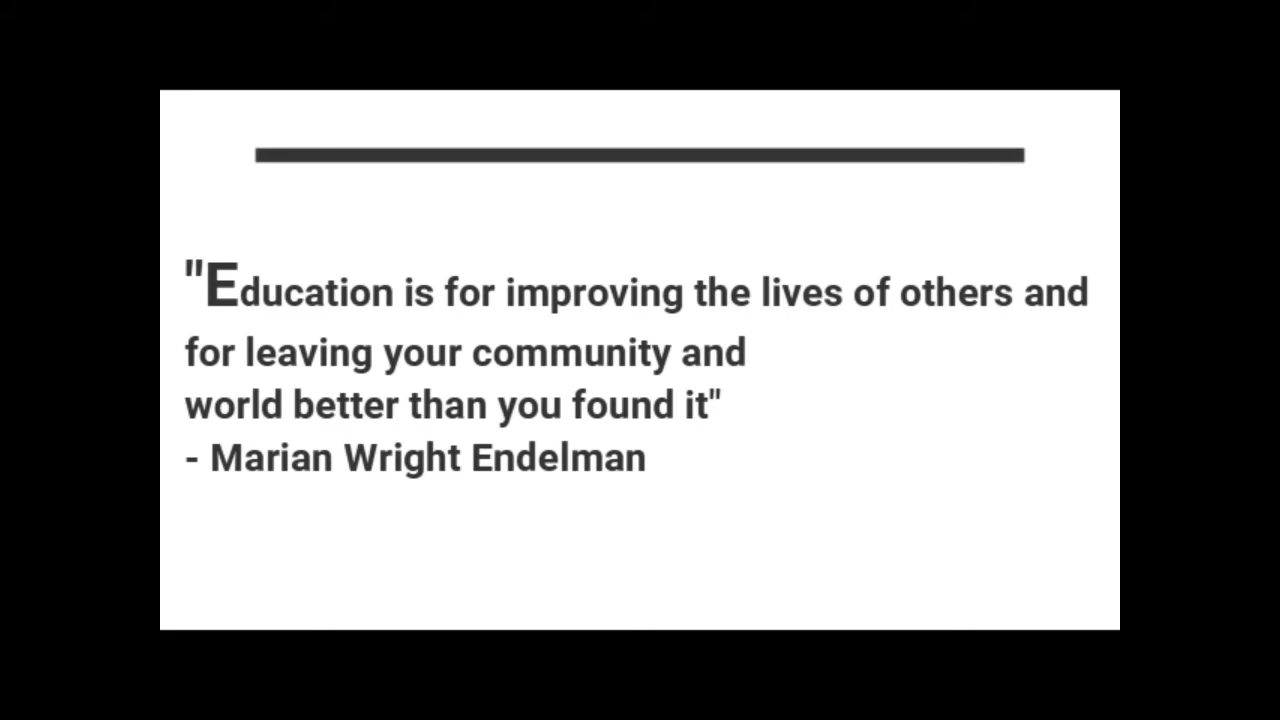 "Education is for improving the lives of others and
for leaving your community and
world better than you found it"
- Marian Wright Endelman